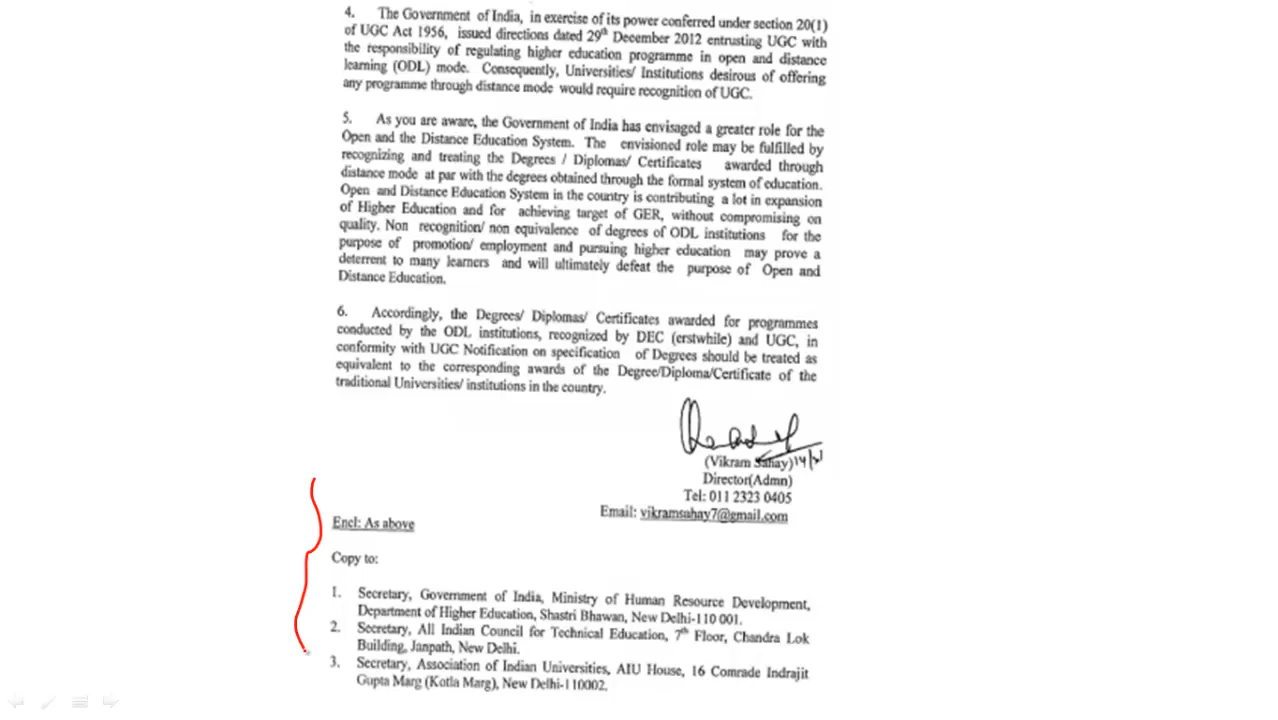 4. The Government of India, in exercise of its power conferred under section 20(1)
of UGC Act 1956, issued directions dated 29th December 2012 entrusting UGC with
the responsibility of regulating higher education programme in open and distance
learning (ODL) mode. Consequently, Universities/ Institutions desirous of offering
any programme through distance mode would require recognition of UGC.
5. As you are aware, the Government of India has envisaged a greater role for the
Open and the Distance Education System. The envisioned role may be fulfilled by
recognizing and treating the Degrees / Diplomas/ Certificates awarded through
distance mode at par with the degrees obtained through the formal system of education.
Open and Distance Education System in the country is contributing a lot in expansion
of Higher Education and for achieving target of GER, without compromising on
quality. Non recognition/ non equivalence of degrees of ODL institutions for the
purpose of promotion/ employment and pursuing higher education may prove a
deterrent to many learners and will ultimately defeat the purpose of Open and
Distance Education.
6. Accordingly, the Degrees/ Diplomas/ Certificates awarded for programmes
conducted by the ODL institutions, recognized by DEC (erstwhile) and UGC, in
conformity with UGC Notification on specification of Degrees should be treated as
equivalent to the corresponding awards of the Degree/Diploma/Certificate of the
traditional Universities/ institutions in the country.
(Vikram Sahay)
Director(Admn)
Tel: 011 2323 0405
Email: vikramsahay7@gmail.com
Encl: As above
Copy to:
1. Secretary, Government of India, Ministry of Human Resource Development,
Department of Higher Education, Shastri Bhawan, New Delhi-110 001.
2. Secretary, All Indian Council for Technical Education, 7th Floor, Chandra Lok
Building, Janpath, New Delhi.
3. Secretary, Association of Indian Universities, AIU House, 16 Comrade Indrajit
Gupta Marg (Kotla Marg), New Delhi-110002.